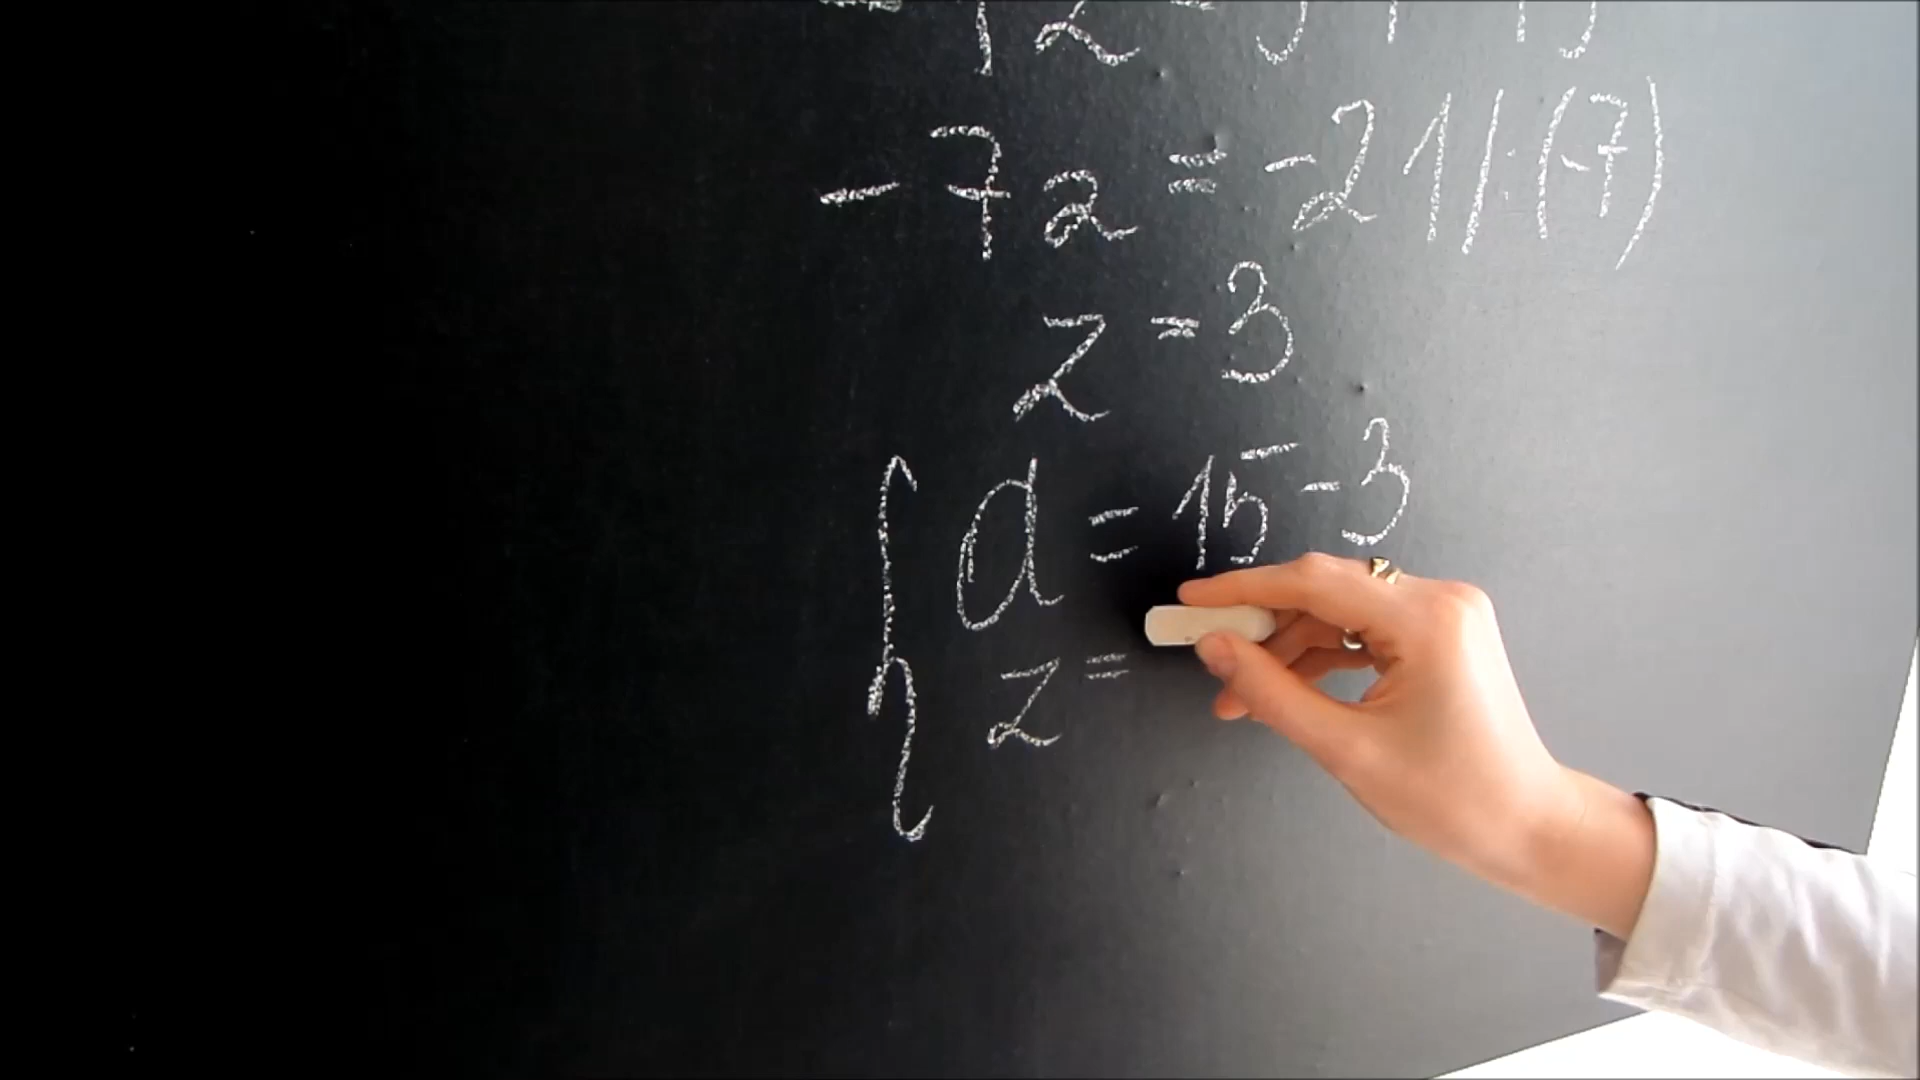 -7z = -21 |:(-7)
z = 3
{ d = 15 - 3
z =